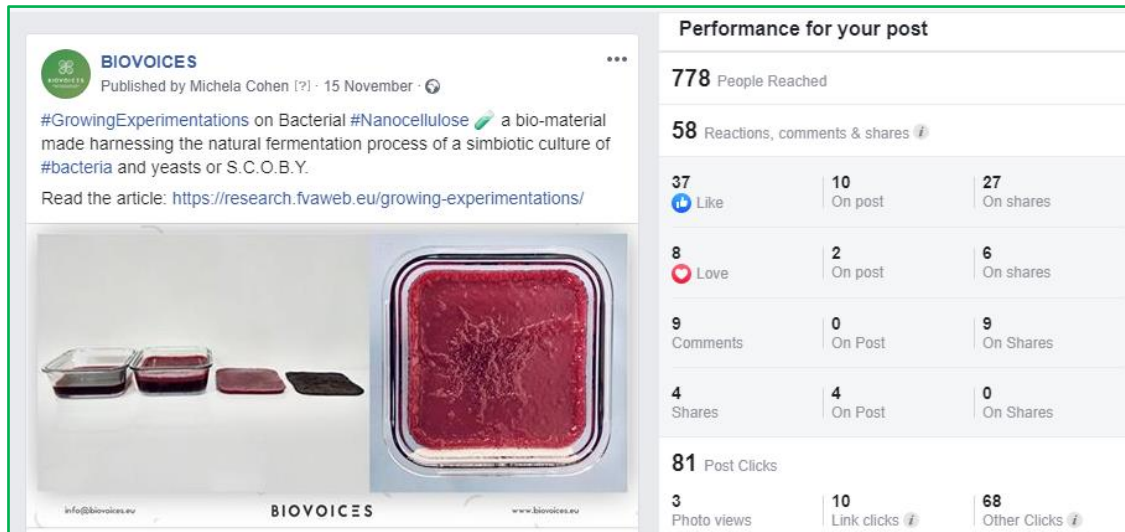 BIOVOICES
Published by Michela Cohen [?] · 15 November ·
#GrowingExperimentations on Bacterial #Nanocellulose 🧪 a bio-material
made harnessing the natural fermentation process of a simbiotic culture of
#bacteria and yeasts or S.C.O.B.Y.
Read the article: https://research.fvaweb.eu/growing-experimentations/
info@biovoices.eu
BIOVOICES
www.biovoices.eu
Performance for your post
778 People Reached
58 Reactions, comments & shares
37
Like
10
On post
27
On shares
8
Love
2
On post
6
On shares
9
Comments
0
On Post
9
On Shares
4
Shares
4
On Post
0
On Shares
81 Post Clicks
3
Photo views
10
Link clicks
68
Other Clicks